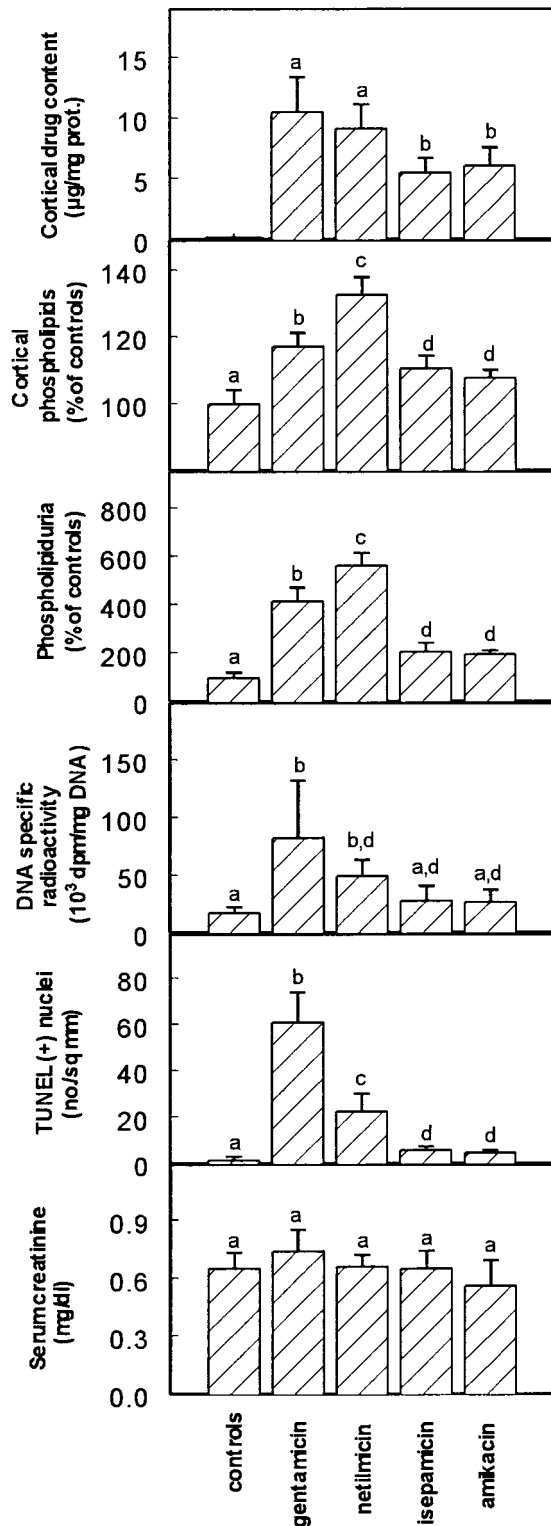 Cortical drug content
(µg/mg prot.)
15
10
5
0
a
a
b
b
Cortical
phospholipids
(% of controls)
140
120
100
a
b
c
d
d
Phospholipiduria
(% of controls)
800
600
400
200
0
a
b
c
d
d
DNA specific
radioactivity
(10³ dpm/mg DNA)
150
100
50
0
a
b
b,d
a,d
a,d
TUNEL (+) nuclei
(no./sq mm)
80
60
40
20
0
a
b
c
d
d
Serum creatinine
(mg/dl)
0.9
0.6
0.3
0.0
a
a
a
a
a
controls
gentamicin
netilmicin
isepamicin
amikacin